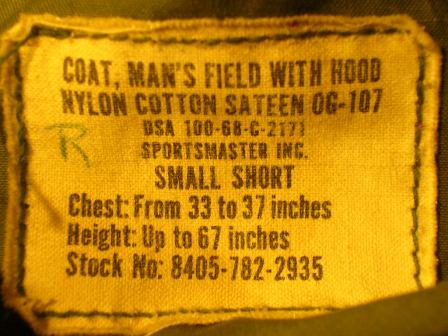 COAT, MAN'S FIELD WITH HOOD
NYLON COTTON SATEEN OG-107
DSA 100-68-C-2171
SPORTSMASTER INC.
R
SMALL SHORT
Chest: From 33 to 37 inches
Height: Up to 67 inches
Stock No: 8405-782-2935